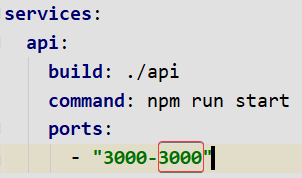 services:
  api:
    build: ./api
    command: npm run start
    ports:
      - "3000-3000"